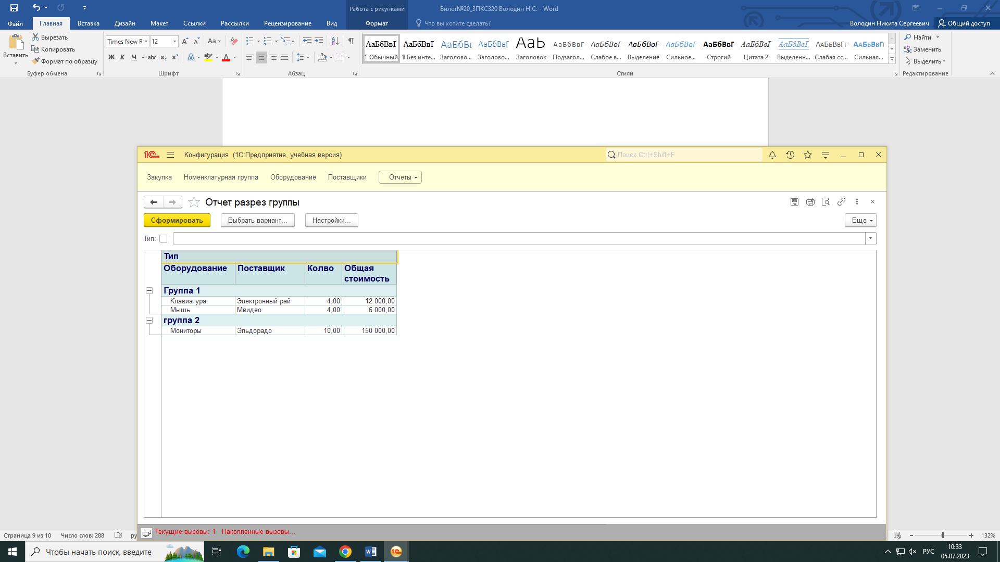 Работа с рисунками
Билет№20_3ПКС320 Володин Н.С. - Word
Файл Главная Вставка Дизайн Макет Ссылки Рассылки Рецензирование Вид Формат Что вы хотите сделать? Володин Никита Сергеевич Общий доступ
Вставить
Вырезать
Копировать
Формат по образцу
Буфер обмена
Times New R 12
Aa
Ж К Ч abc x₂ x²
Шрифт
Абзац
АаБбВвГ АаБбВвГ АаБбВ АаБбВвГ АаЬ АаБбВвГ АаБбВвГ АаБбВвГ АаБбВвГ АаБбВвГ АаБбВвГ АаБбВвГ АаБбВвГг АаБбВвГг
¶ Обычный ¶ Без инте... Заголово... Заголово... Заголовок Подзагол... Слабое в... Выделение Сильное... Строгий Цитата 2 Выделенн... Слабая сс... Сильная...
Стили
Найти
Заменить
Выделить
Редактирование
1С Конфигурация (1С:Предприятие, учебная версия) Поиск Ctrl+Shift+F
Закупка Номенклатурная группа Оборудование Поставщики Отчеты
Отчет разрез группы
Сформировать Выбрать вариант... Настройки... Еще
Тип:
Тип
Оборудование Поставщик Колво Общая стоимость
Группа 1
Клавиатура Электронный рай 4,00 12 000,00
Мышь Мвидео 4,00 6 000,00
группа 2
Мониторы Эльдорадо 10,00 150 000,00
Текущие вызовы: 1 Накопленные вызовы...
Страница 9 из 10 Число слов: 288 ру 132%
Чтобы начать поиск, введите
РУС
10:33
05.07.2023